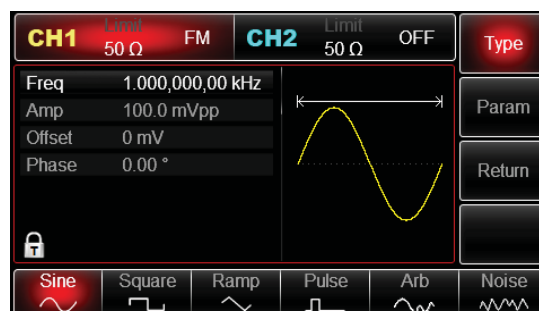 CH1 Limit 50 Ω FM CH2 Limit 50 Ω OFF Type
Freq 1.000,000,00 kHz
Amp 100.0 mVpp
Param
Offset 0 mV
Phase 0.00 °
Return
T
Sine Square Ramp Pulse Arb Noise